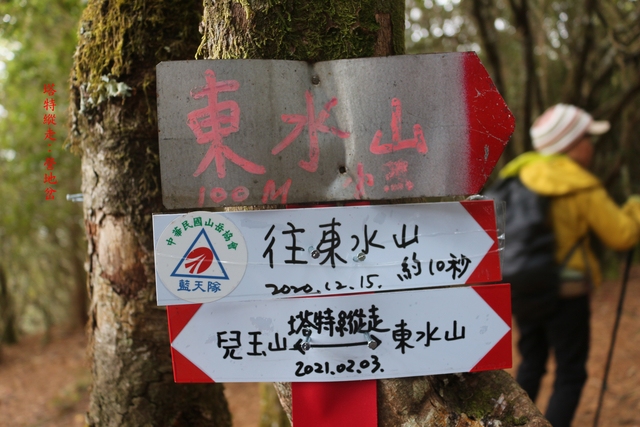 塔特縱走 青地盆
東水山
100M 小黑
中華民國山岳協會
藍天隊
往東水山
2020.12.15. 約10秒
塔特縱走
兒玉山 東水山
2021.02.03.